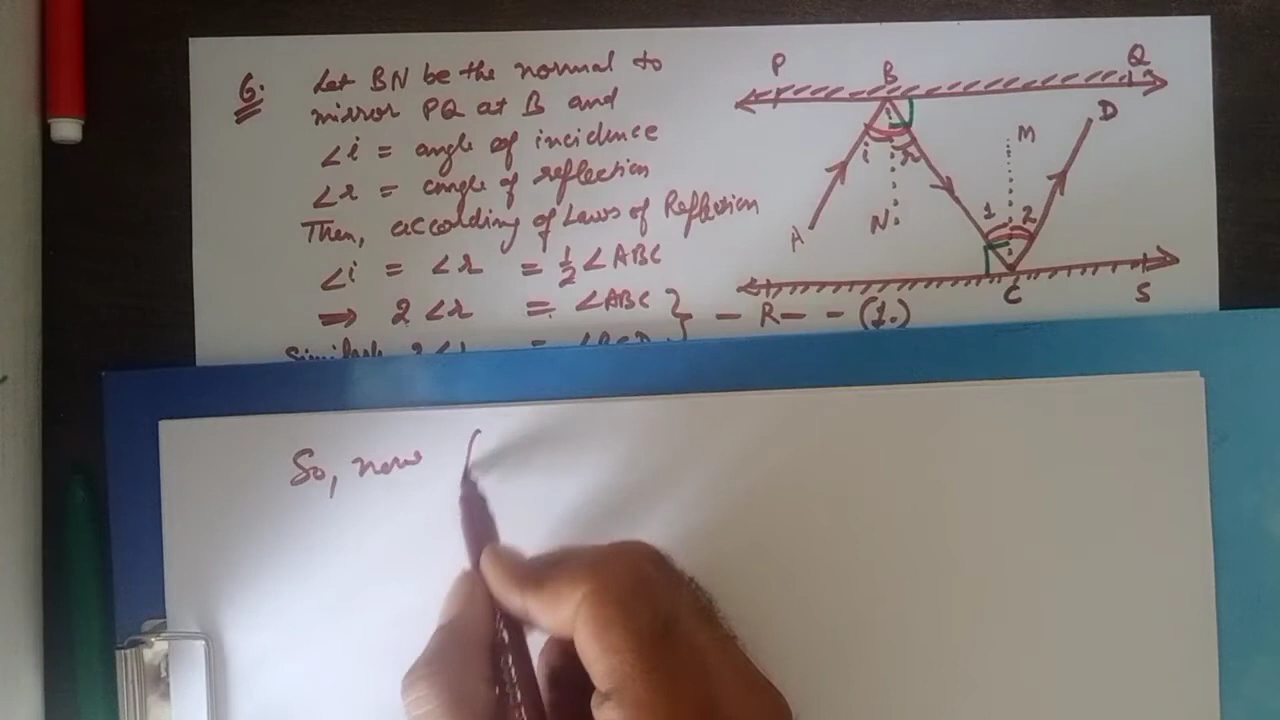 6. Let BN be the normal to
mirror PQ at B and
∠i = angle of incidence
∠r = angle of reflection
Then, according of Laws of Reflection
∠i = ∠r = 1/2 ∠ABC
⇒ 2∠r = ∠ABC } - - - - (1.)
P
B
Q
D
M
i
r
1
2
N
A
R
C
S
So, now